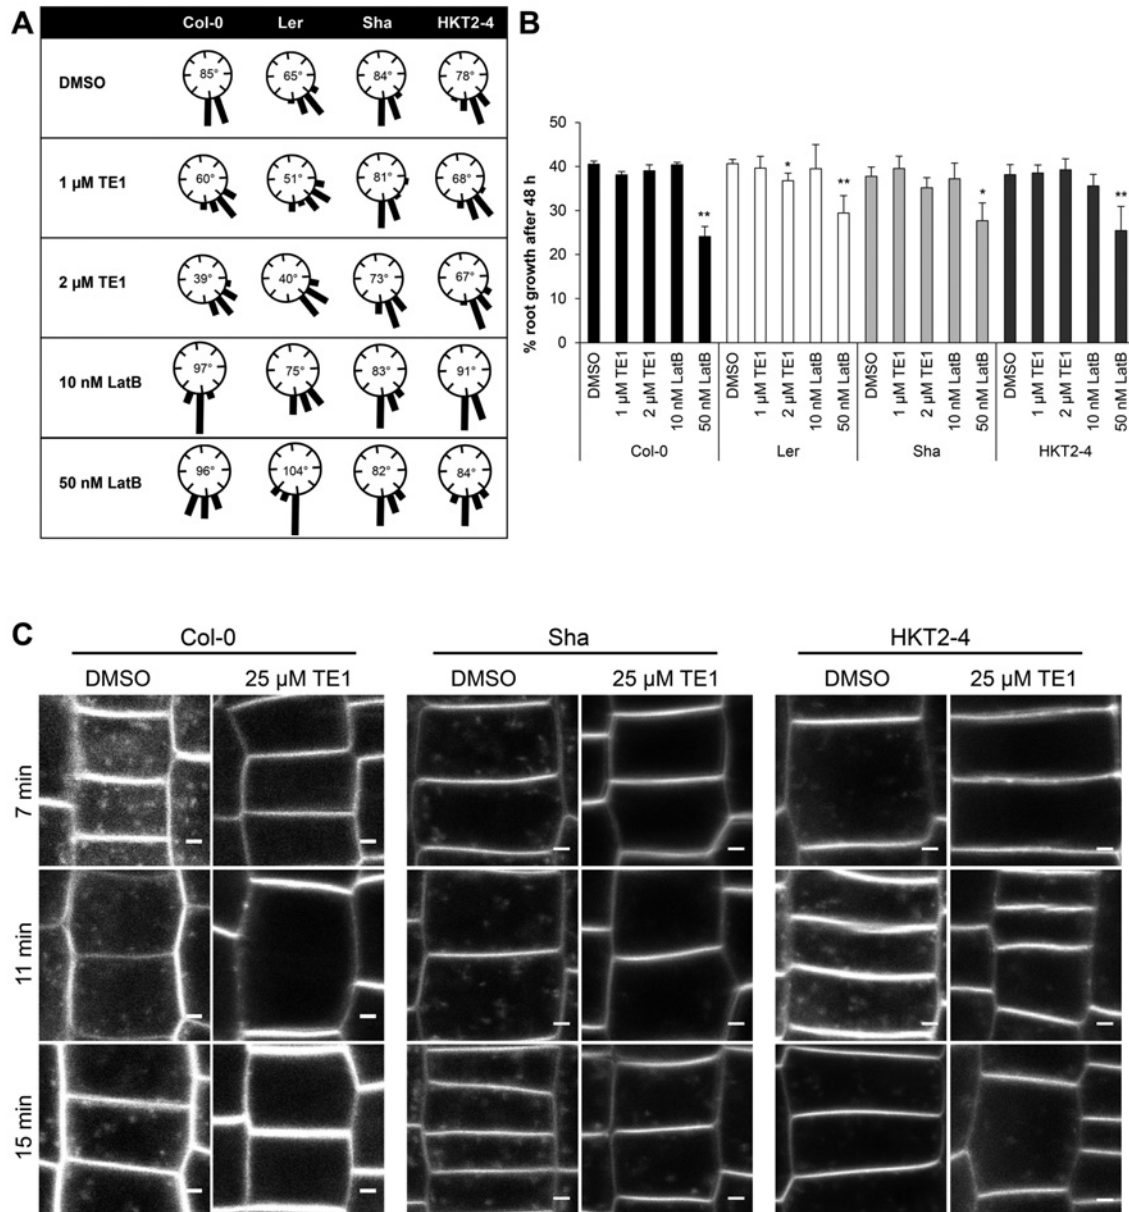 A
Col-0 Ler Sha HKT2-4
DMSO 85° 65° 84° 78°
1 µM TE1 60° 51° 81° 68°
2 µM TE1 39° 40° 73° 67°
10 nM LatB 97° 75° 83° 91°
50 nM LatB 96° 104° 82° 84°
B
% root growth after 48 h
50
40
30
20
10
0
* ** * **
**
DMSO 1 µM TE1 2 µM TE1 10 nM LatB 50 nM LatB DMSO 1 µM TE1 2 µM TE1 10 nM LatB 50 nM LatB DMSO 1 µM TE1 2 µM TE1 10 nM LatB 50 nM LatB DMSO 1 µM TE1 2 µM TE1 10 nM LatB 50 nM LatB
Col-0 Ler Sha HKT2-4
C
Col-0 Sha HKT2-4
DMSO 25 µM TE1 DMSO 25 µM TE1 DMSO 25 µM TE1
7 min
11 min
15 min